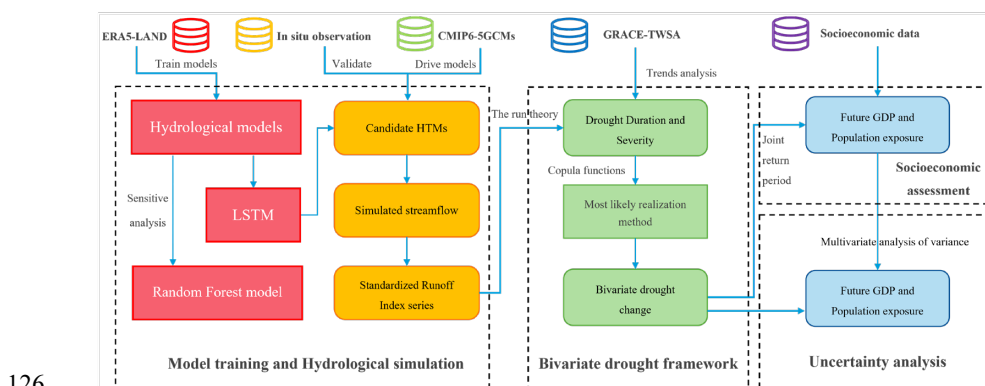 ERA5-LAND
In situ observation
CMIP6-5GCMs
GRACE-TWSA
Socioeconomic data
Train models
Validate
Drive models
Trends analysis
Hydrological models
Candidate HTMs
The run theory
Drought Duration and
Severity
Joint
return
period
Future GDP and
Population exposure
Socioeconomic
assessment
Sensitive
analysis
LSTM
Simulated streamflow
Copula functions
Most likely realization
method
Multivariate analysis of variance
Random Forest model
Standardized Runoff
Index series
Bivariate drought
change
Future GDP and
Population exposure
Model training and Hydrological simulation
Bivariate drought framework
Uncertainty analysis
126